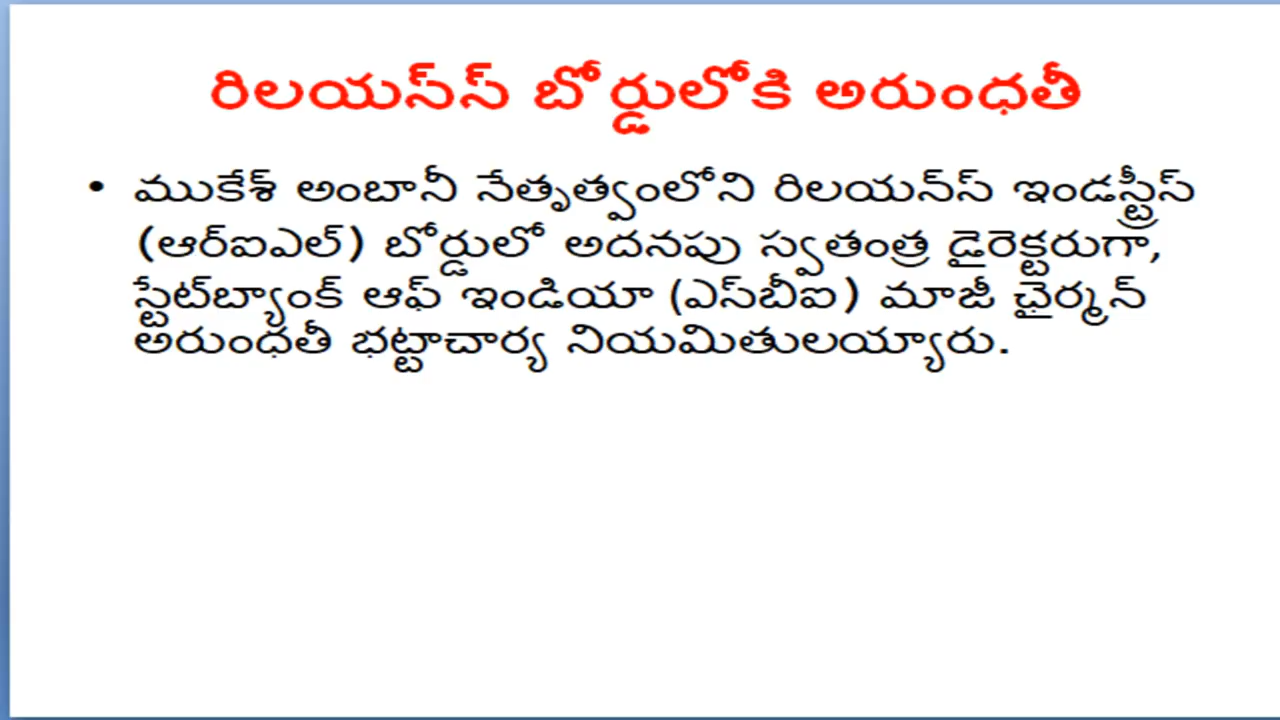 రిలయన్స్ బోర్డులోకి అరుంధతీ
• ముకేశ్ అంబానీ నేతృత్వంలోని రిలయన్స్ ఇండస్ట్రీస్
(ఆర్ఐఎల్) బోర్డులో అదనపు స్వతంత్ర డైరెక్టరుగా,
స్టేట్‌బ్యాంక్ ఆఫ్ ఇండియా (ఎస్‌బీఐ) మాజీ ఛైర్మన్
అరుంధతీ భట్టాచార్య నియమితులయ్యారు.